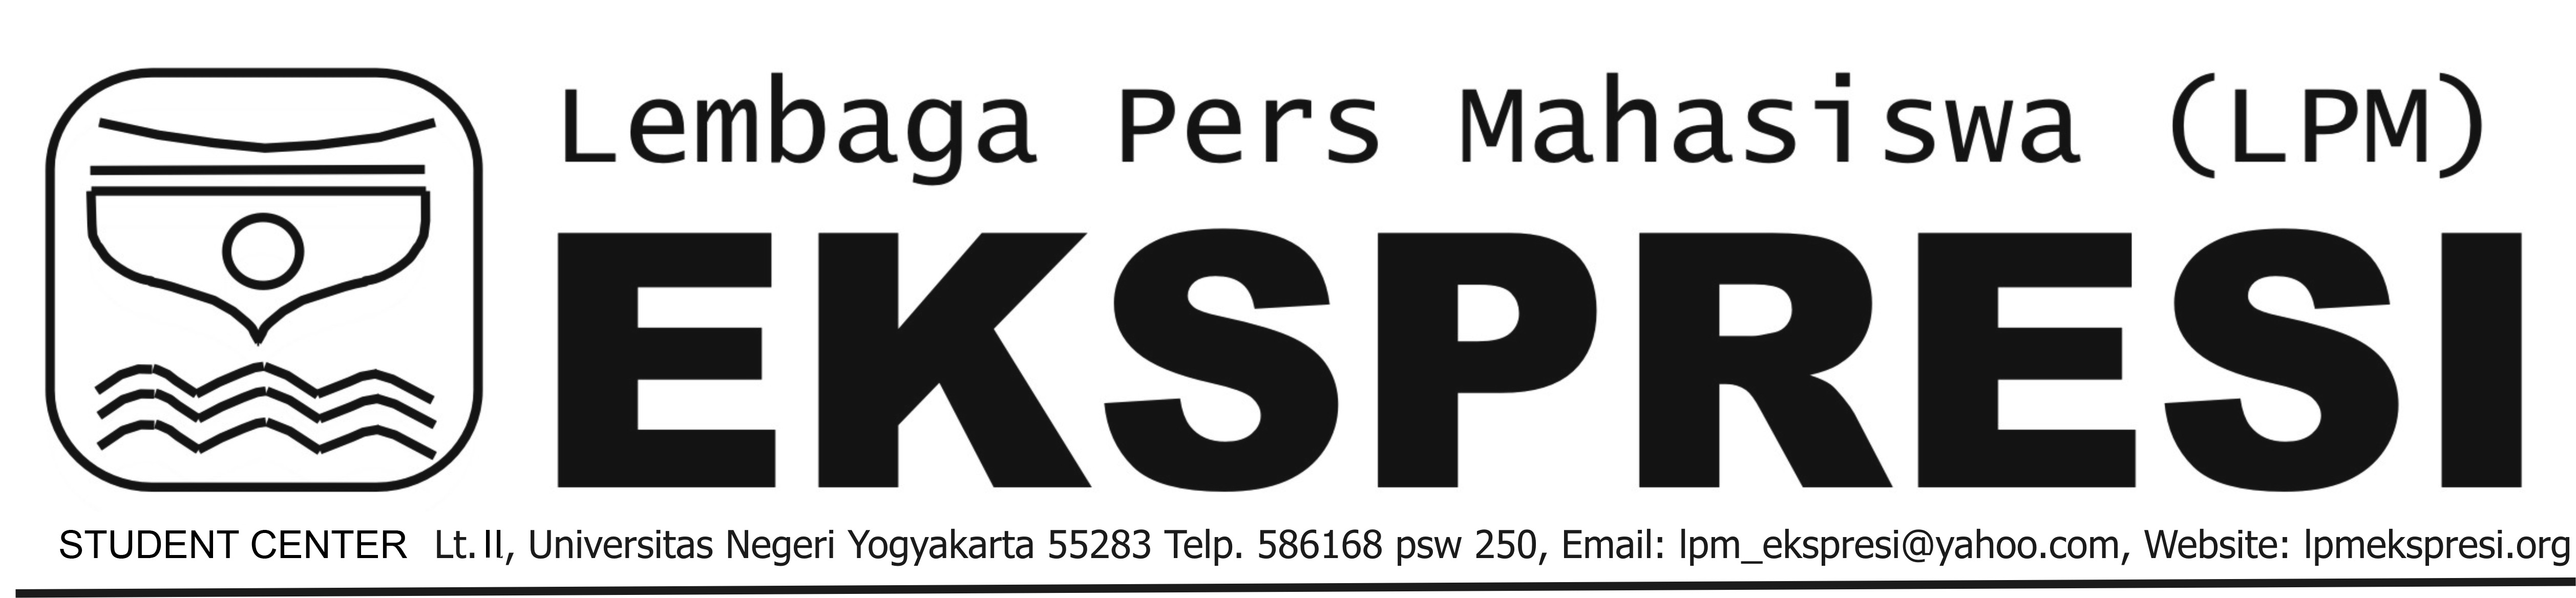 Lembaga Pers Mahasiswa (LPM)
EKSPRESI
STUDENT CENTER Lt. II, Universitas Negeri Yogyakarta 55283 Telp. 586168 psw 250, Email: lpm_ekspresi@yahoo.com, Website: lpmekspresi.org